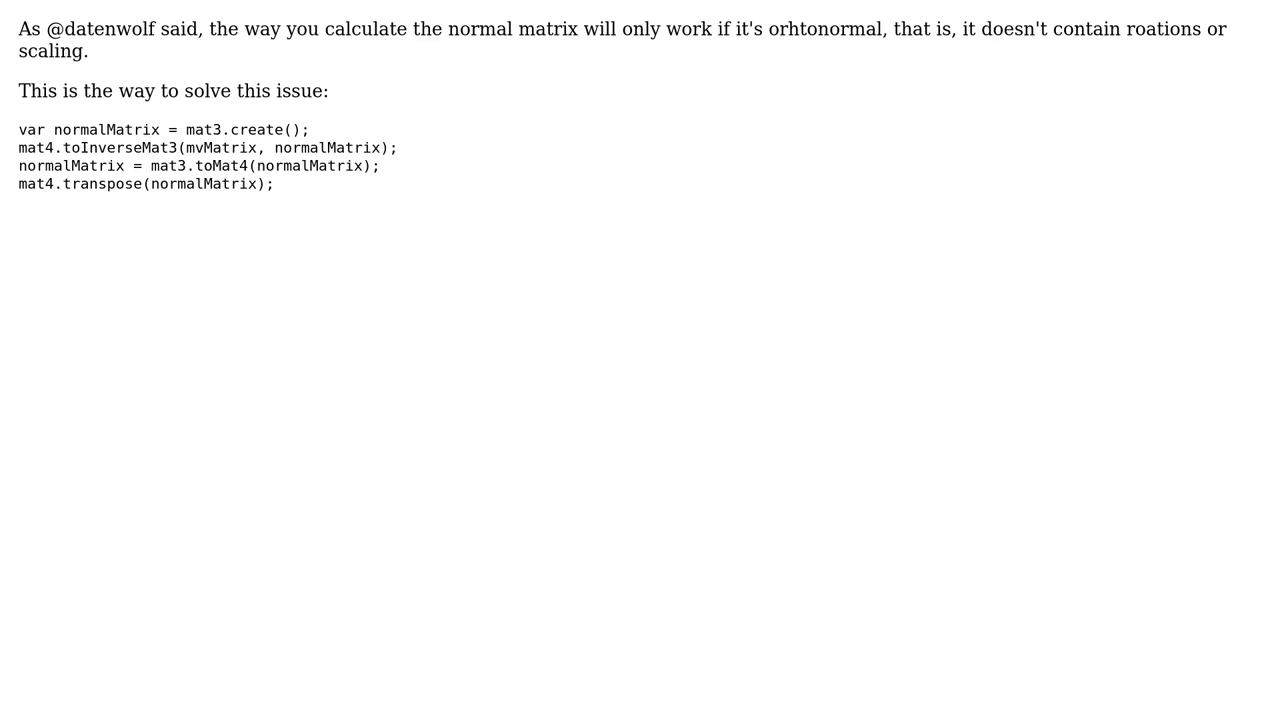 As @datenwolf said, the way you calculate the normal matrix will only work if it's orhtonormal, that is, it doesn't contain roations or
scaling.
This is the way to solve this issue:
var normalMatrix = mat3.create();
mat4.toInverseMat3(mvMatrix, normalMatrix);
normalMatrix = mat3.toMat4(normalMatrix);
mat4.transpose(normalMatrix);